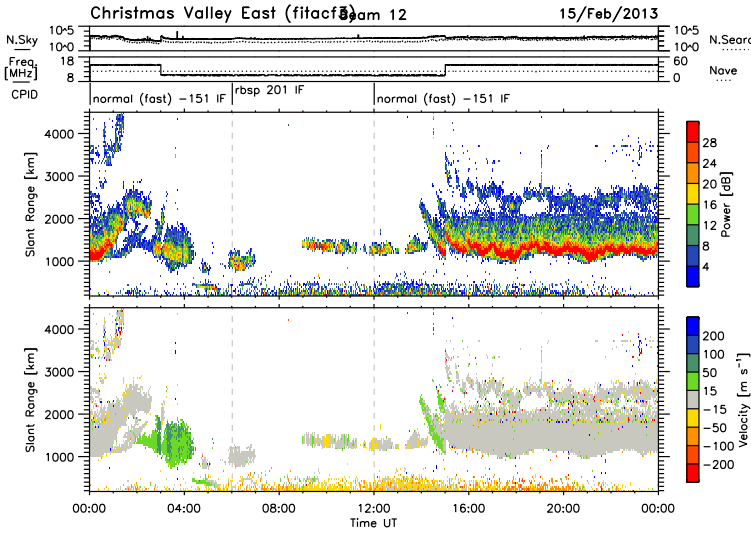 Christmas Valley East (fitacf3) Beam 12 15/Feb/2013
N.Sky 10^5 10^0 10^5 10^0 N.Sear
Freq. [MHz] 18 8 60 0 Nave
CPID normal (fast) -151 IF rbsp 201 IF normal (fast) -151 IF
Slant Range [km]
4000
3000
2000
1000
28
24
20
16
12
8
4
Power [dB]
Slant Range [km]
4000
3000
2000
1000
200
100
50
15
-15
-50
-100
-200
Velocity [m s^-1]
00:00 04:00 08:00 12:00 16:00 20:00 00:00
Time UT